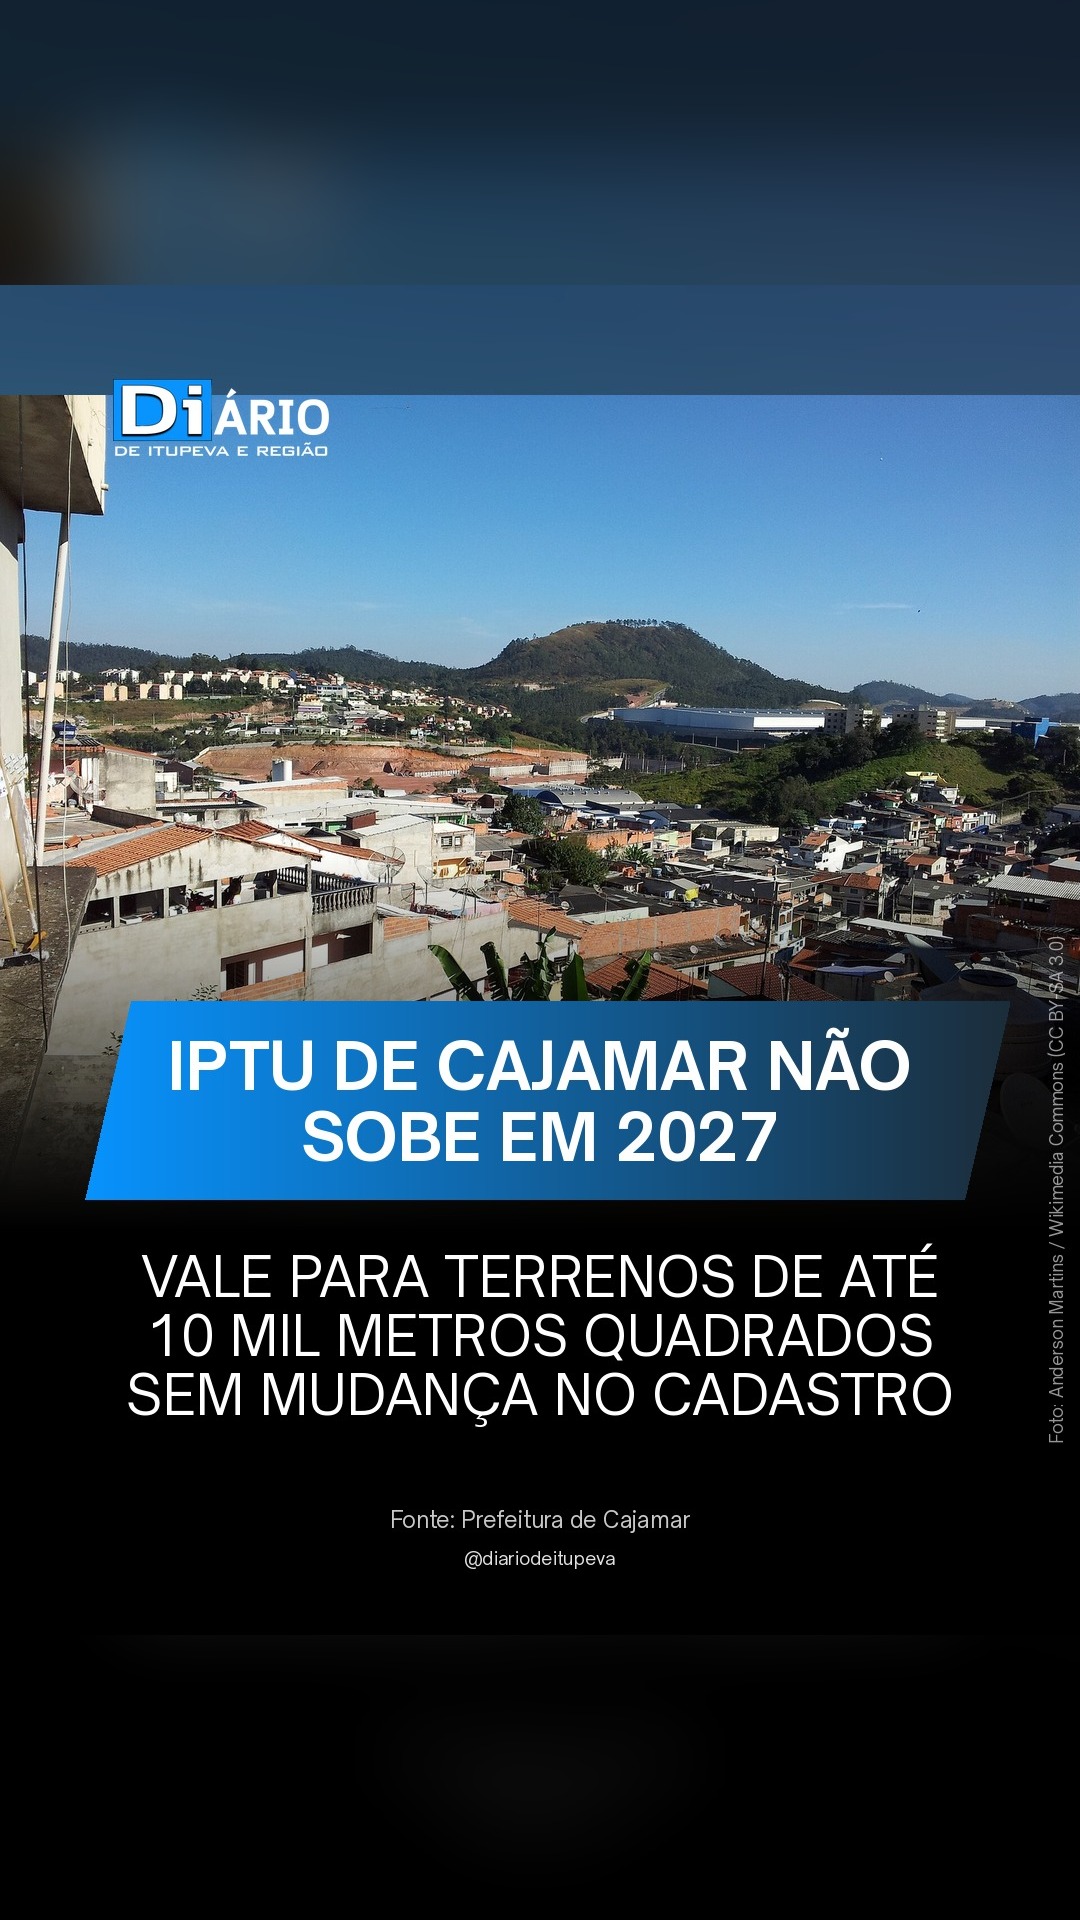 DiÁRIO
DE ITUPEVA E REGIÃO
IPTU DE CAJAMAR NÃO
SOBE EM 2027
VALE PARA TERRENOS DE ATÉ
10 MIL METROS QUADRADOS
SEM MUDANÇA NO CADASTRO
Foto: Anderson Martins / Wikimedia Commons (CC BY-SA 3.0)
Fonte: Prefeitura de Cajamar
@diariodeitupeva